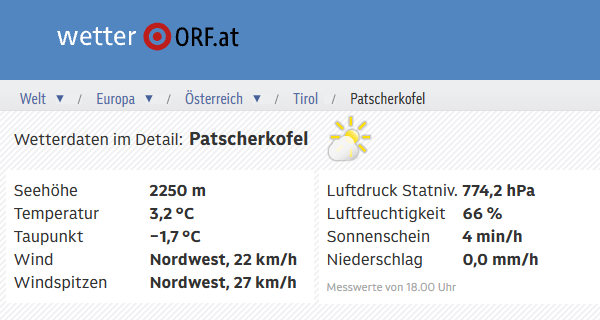 wetter ORF.at
Welt ▼ / Europa ▼ / Österreich ▼ / Tirol / Patscherkofel
Wetterdaten im Detail: Patscherkofel
Seehöhe 2250 m
Temperatur 3,2 °C
Taupunkt −1,7 °C
Wind Nordwest, 22 km/h
Windspitzen Nordwest, 27 km/h
Luftdruck Statniv. 774,2 hPa
Luftfeuchtigkeit 66 %
Sonnenschein 4 min/h
Niederschlag 0,0 mm/h
Messwerte von 18.00 Uhr